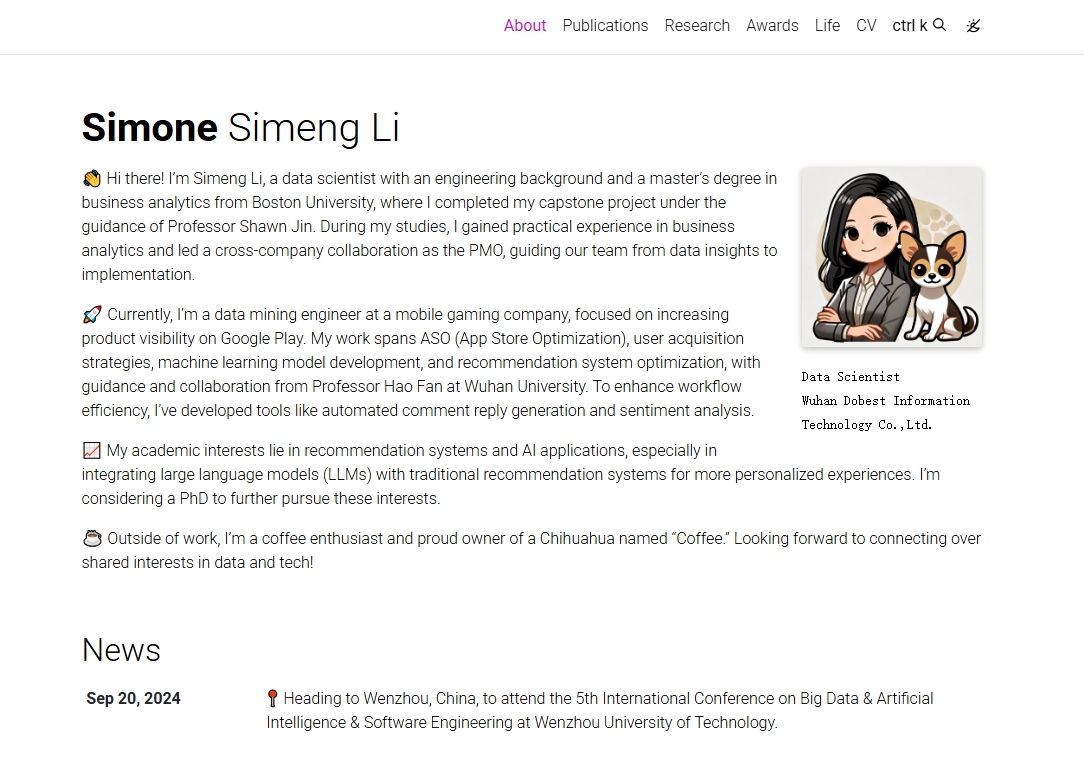 About Publications Research Awards Life CV ctrl k
Simone Simeng Li
👋 Hi there! I’m Simeng Li, a data scientist with an engineering background and a master’s degree in
business analytics from Boston University, where I completed my capstone project under the
guidance of Professor Shawn Jin. During my studies, I gained practical experience in business
analytics and led a cross-company collaboration as the PMO, guiding our team from data insights to
implementation.
🚀 Currently, I’m a data mining engineer at a mobile gaming company, focused on increasing
product visibility on Google Play. My work spans ASO (App Store Optimization), user acquisition
strategies, machine learning model development, and recommendation system optimization, with
guidance and collaboration from Professor Hao Fan at Wuhan University. To enhance workflow
efficiency, I’ve developed tools like automated comment reply generation and sentiment analysis.
Data Scientist
Wuhan Dobest Information
Technology Co.,Ltd.
📈 My academic interests lie in recommendation systems and AI applications, especially in
integrating large language models (LLMs) with traditional recommendation systems for more personalized experiences. I’m
considering a PhD to further pursue these interests.
☕ Outside of work, I’m a coffee enthusiast and proud owner of a Chihuahua named “Coffee.” Looking forward to connecting over
shared interests in data and tech!
News
Sep 20, 2024
📍 Heading to Wenzhou, China, to attend the 5th International Conference on Big Data & Artificial
Intelligence & Software Engineering at Wenzhou University of Technology.